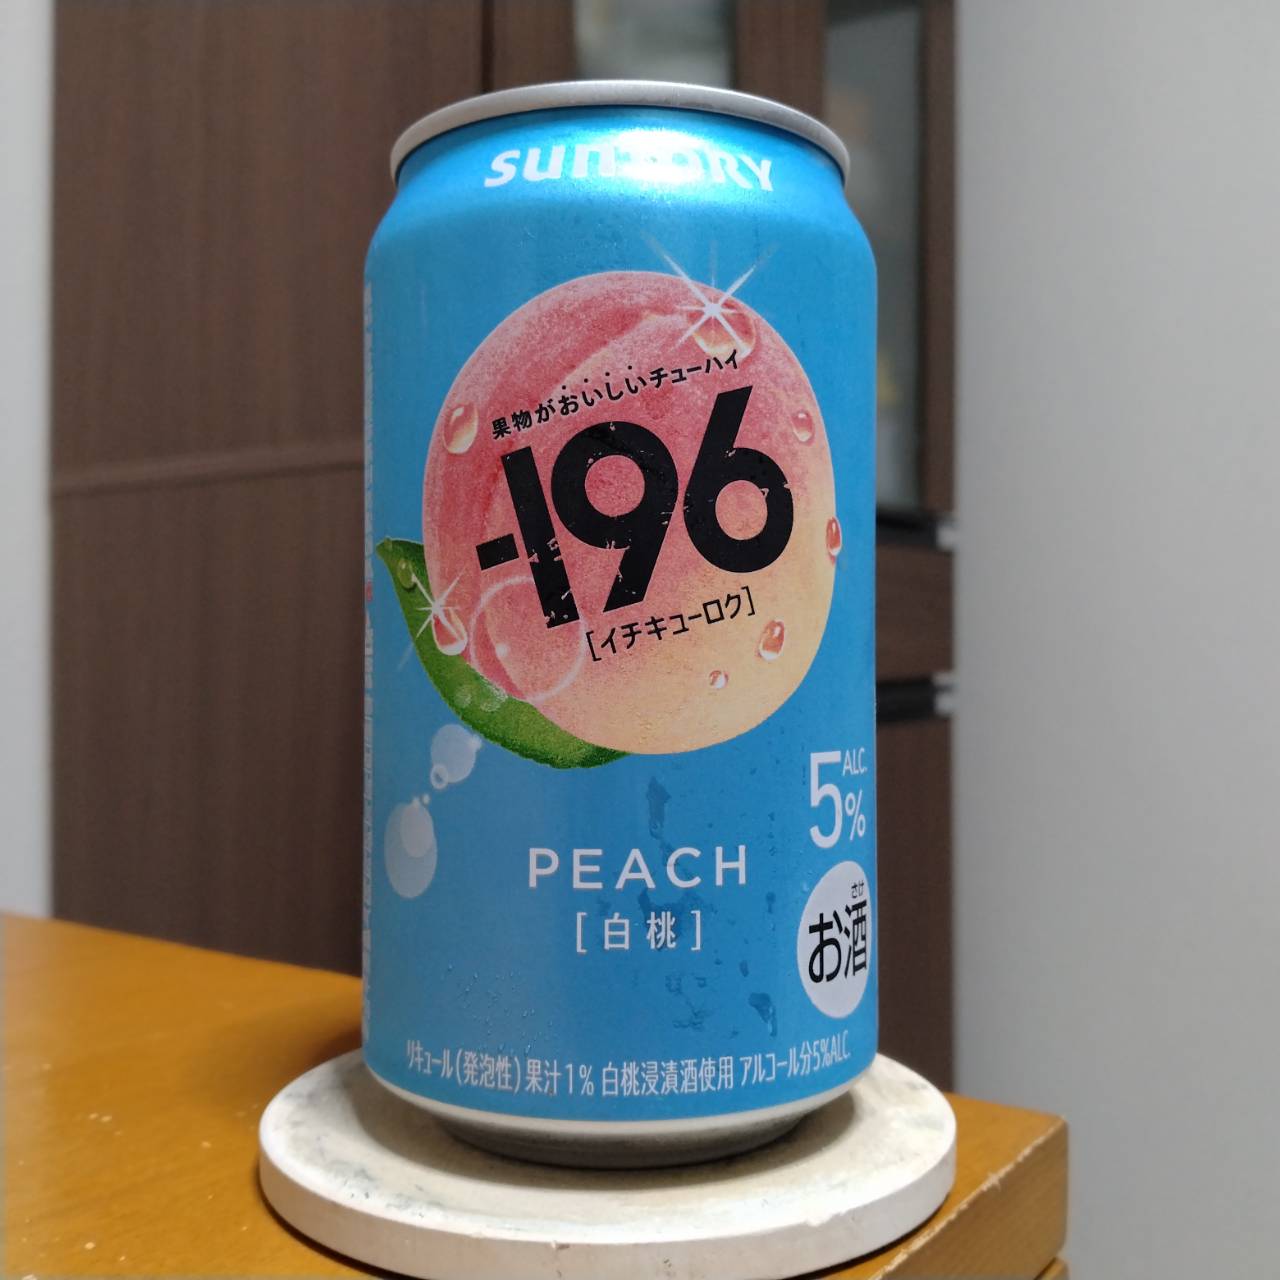 SUNTORY
果物がおいしいチューハイ
-196
[イチキューロク]
ALC.
5%
PEACH
[白桃]
さけ
お酒
リキュール(発泡性)果汁1% 白桃浸漬酒使用 アルコール分5%ALC.